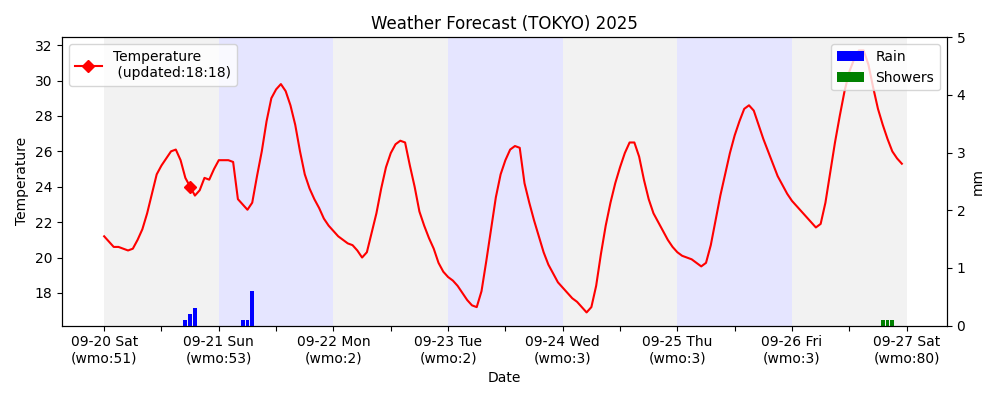 Weather Forecast (TOKYO) 2025
Temperature
(updated:18:18)
Rain
Showers
32
30
28
26
24
22
20
18
Temperature
5
4
3
2
1
0
mm
09-20 Sat
(wmo:51)
09-21 Sun
(wmo:53)
09-22 Mon
(wmo:2)
09-23 Tue
(wmo:2)
09-24 Wed
(wmo:3)
09-25 Thu
(wmo:3)
09-26 Fri
(wmo:3)
09-27 Sat
(wmo:80)
Date